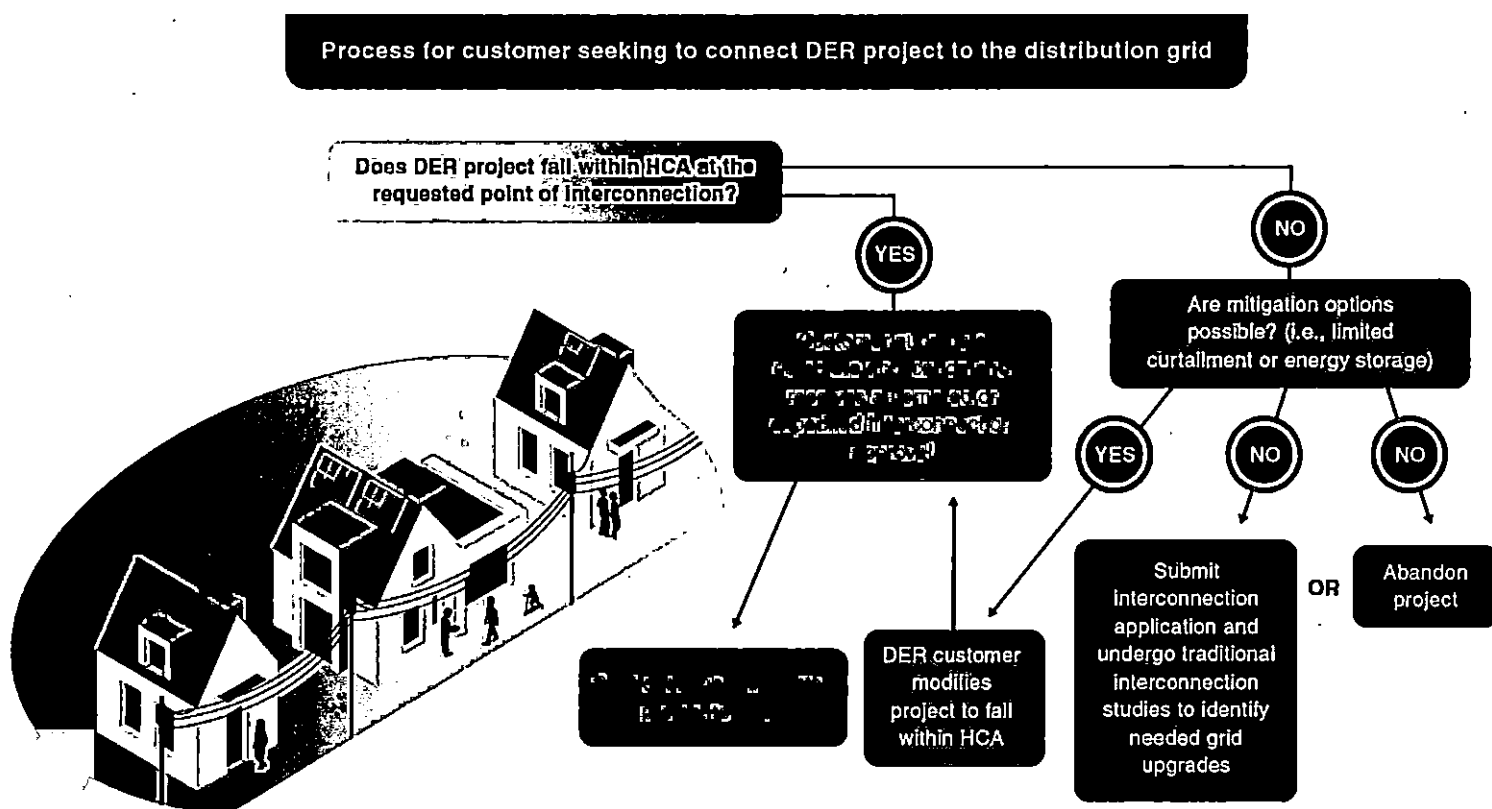 Process for customer seeking to connect DER project to the distribution grid
Does DER project fall within HCA at the
requested point of interconnection?
YES
NO
Are mitigation options
possible? (i.e., limited
curtailment or energy storage)
YES
NO
NO
DER customer
modifies
project to fall
within HCA
Submit
interconnection
application and
undergo traditional
interconnection
studies to identify
needed grid
upgrades
OR
Abandon
project